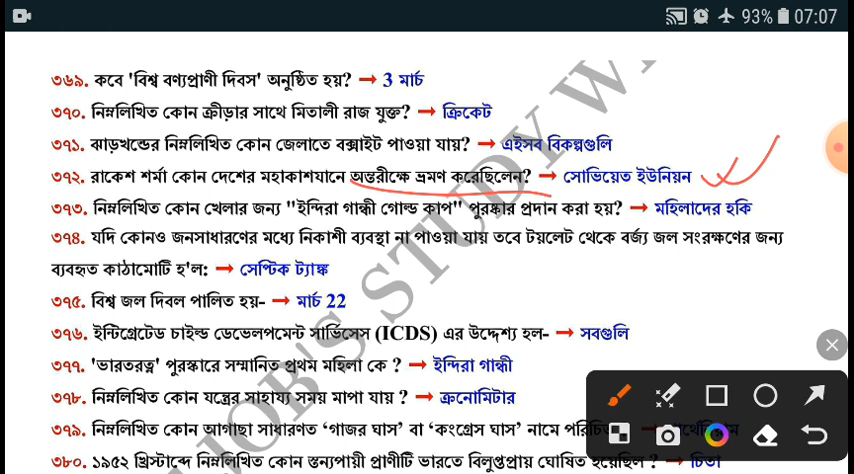 93% 07:07
৩৬৯. কবে 'বিশ্ব বণ্যপ্রাণী দিবস' অনুষ্ঠিত হয়? → 3 মার্চ
৩৭০. নিম্নলিখিত কোন ক্রীড়ার সাথে মিতালী রাজ যুক্ত? → ক্রিকেট
৩৭১. ঝাড়খন্ডের নিম্নলিখিত কোন জেলাতে বক্সাইট পাওয়া যায়? → এইসব বিকল্পগুলি
৩৭২. রাকেশ শর্মা কোন দেশের মহাকাশযানে অন্তরীক্ষে ভ্রমণ করেছিলেন? → সোভিয়েত ইউনিয়ন
৩৭৩. নিম্নলিখিত কোন খেলার জন্য "ইন্দিরা গান্ধী গোল্ড কাপ" পুরষ্কার প্রদান করা হয়? → মহিলাদের হকি
৩৭৪. যদি কোনও জনসাধারণের মধ্যে নিকাশী ব্যবস্থা না পাওয়া যায় তবে টয়লেট থেকে বর্জ্য জল সংরক্ষণের জন্য
ব্যবহৃত কাঠামোটি হ'ল: → সেপ্টিক ট্যাঙ্ক
৩৭৫. বিশ্ব জল দিবল পালিত হয়- → মার্চ 22
৩৭৬. ইন্টিগ্রেটেড চাইল্ড ডেভেলপমেন্ট সার্ভিসেস (ICDS) এর উদ্দেশ্য হল- → সবগুলি
৩৭৭. 'ভারতরত্ন' পুরস্কারে সম্মানিত প্রথম মহিলা কে ? → ইন্দিরা গান্ধী
৩৭৮. নিম্নলিখিত কোন যন্ত্রের সাহায্য সময় মাপা যায় ? → ক্রনোমিটার
৩৭৯. নিম্নলিখিত কোন আগাছা সাধারণত 'গাজর ঘাস' বা 'কংগ্রেস ঘাস' নামে
৩৮০. ১৯৫২ খ্রিস্টাব্দে নিম্নলিখিত কোন স্তন্যপায়ী প্রাণীটি ভারতে বিলুপ্তপ্রায় ঘোষিত হয়েছিল ? → চিতা
JOB'S STUDY W